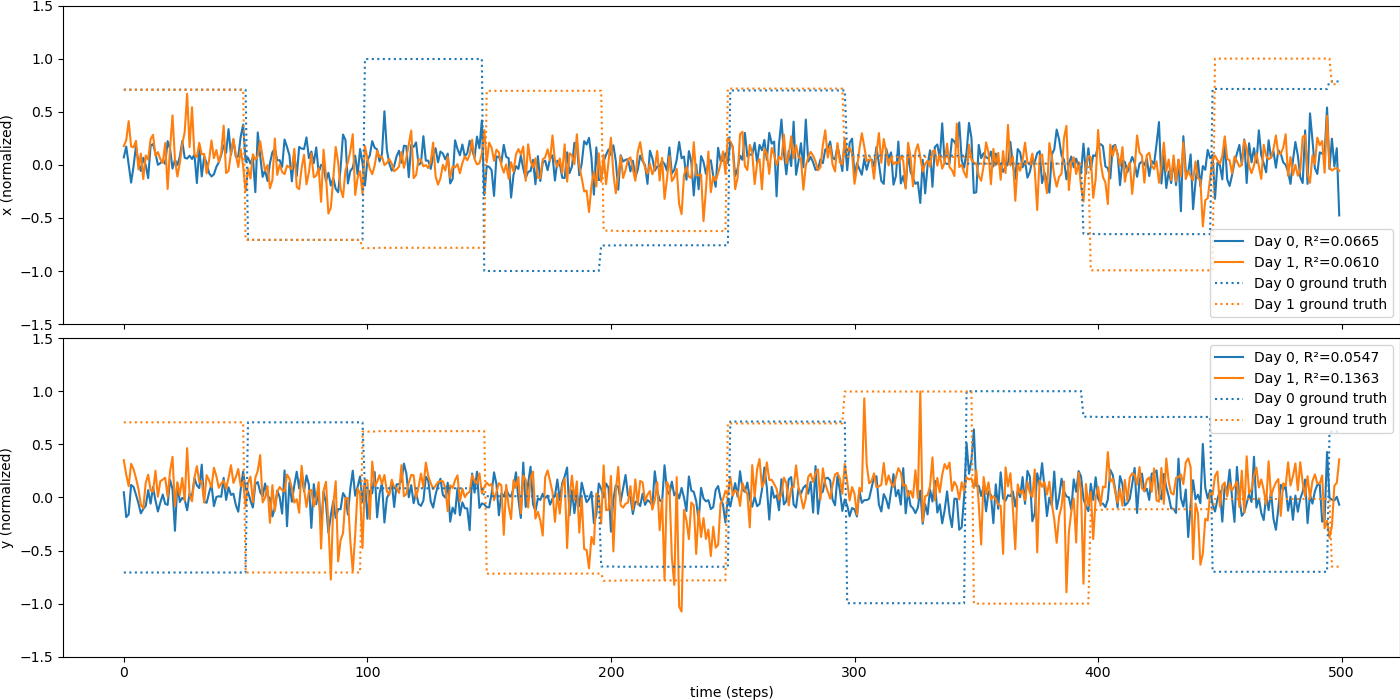 1.5
1.0
0.5
0.0
−0.5
−1.0
−1.5
x (normalized)
Day 0, R²=0.0665
Day 1, R²=0.0610
Day 0 ground truth
Day 1 ground truth
1.5
1.0
0.5
0.0
−0.5
−1.0
−1.5
y (normalized)
Day 0, R²=0.0547
Day 1, R²=0.1363
Day 0 ground truth
Day 1 ground truth
0 100 200 300 400 500
time (steps)